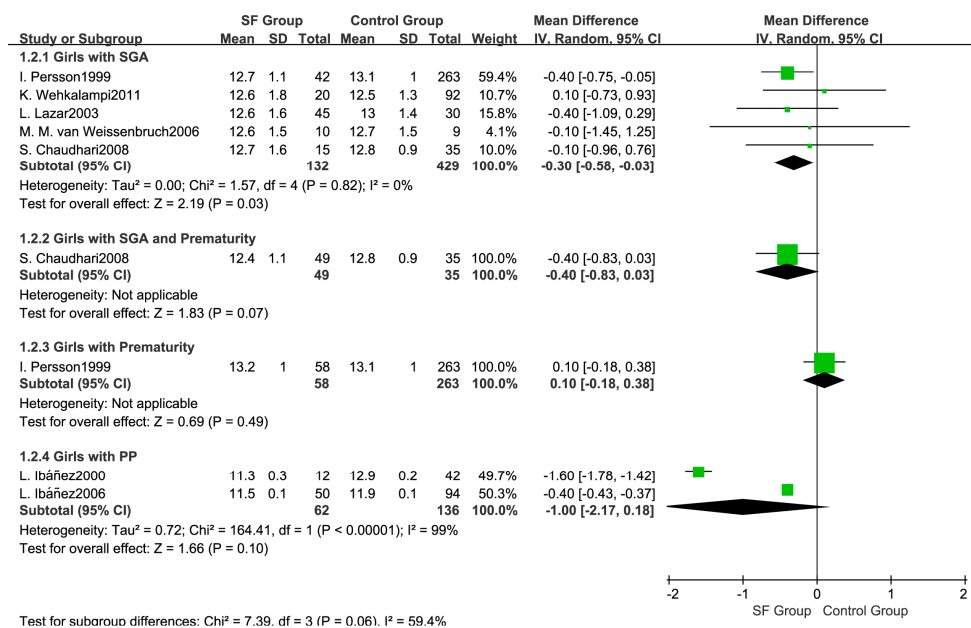 SF Group Control Group Mean Difference Mean Difference
Study or Subgroup Mean SD Total Mean SD Total Weight IV, Random, 95% CI IV, Random, 95% CI
1.2.1 Girls with SGA
I. Persson1999 12.7 1.1 42 13.1 1 263 59.4% -0.40 [-0.75, -0.05]
K. Wehkalampi2011 12.6 1.8 20 12.5 1.3 92 10.7% 0.10 [-0.73, 0.93]
L. Lazar2003 12.6 1.6 45 13 1.4 30 15.8% -0.40 [-1.09, 0.29]
M. M. van Weissenbruch2006 12.6 1.5 10 12.7 1.5 9 4.1% -0.10 [-1.45, 1.25]
S. Chaudhari2008 12.7 1.6 15 12.8 0.9 35 10.0% -0.10 [-0.96, 0.76]
Subtotal (95% CI) 132 429 100.0% -0.30 [-0.58, -0.03]
Heterogeneity: Tau² = 0.00; Chi² = 1.57, df = 4 (P = 0.82); I² = 0%
Test for overall effect: Z = 2.19 (P = 0.03)
1.2.2 Girls with SGA and Prematurity
S. Chaudhari2008 12.4 1.1 49 12.8 0.9 35 100.0% -0.40 [-0.83, 0.03]
Subtotal (95% CI) 49 35 100.0% -0.40 [-0.83, 0.03]
Heterogeneity: Not applicable
Test for overall effect: Z = 1.83 (P = 0.07)
1.2.3 Girls with Prematurity
I. Persson1999 13.2 1 58 13.1 1 263 100.0% 0.10 [-0.18, 0.38]
Subtotal (95% CI) 58 263 100.0% 0.10 [-0.18, 0.38]
Heterogeneity: Not applicable
Test for overall effect: Z = 0.69 (P = 0.49)
1.2.4 Girls with PP
L. Ibáñez2000 11.3 0.3 12 12.9 0.2 42 49.7% -1.60 [-1.78, -1.42]
L. Ibáñez2006 11.5 0.1 50 11.9 0.1 94 50.3% -0.40 [-0.43, -0.37]
Subtotal (95% CI) 62 136 100.0% -1.00 [-2.17, 0.18]
Heterogeneity: Tau² = 0.72; Chi² = 164.41, df = 1 (P < 0.00001); I² = 99%
Test for overall effect: Z = 1.66 (P = 0.10)
-2 -1 0 1 2
SF Group Control Group
Test for subgroup differences: Chi² = 7.39, df = 3 (P = 0.06), I² = 59.4%